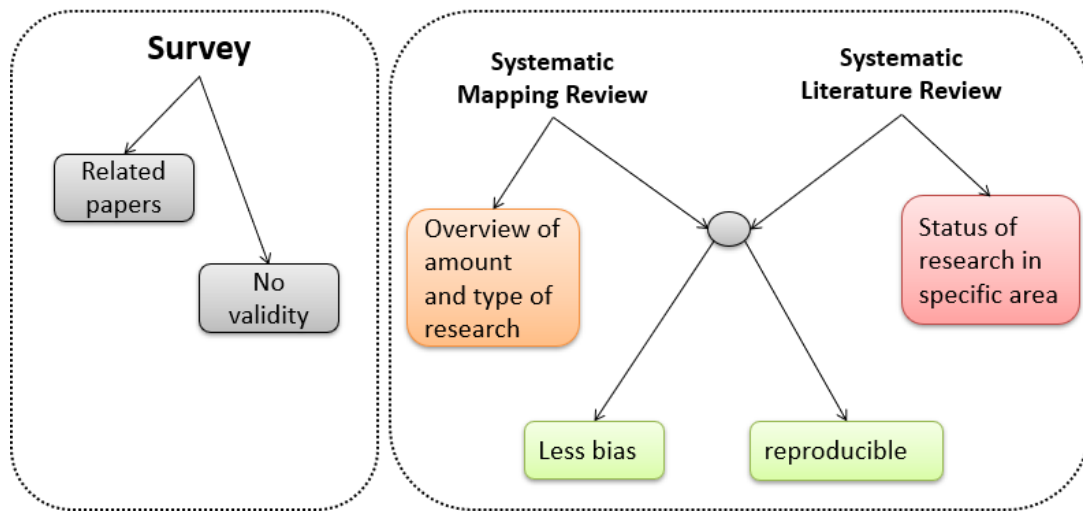 Survey
Related
papers
No
validity
Systematic
Mapping Review
Systematic
Literature Review
Overview of
amount
and type of
research
Status of
research in
specific area
Less bias
reproducible